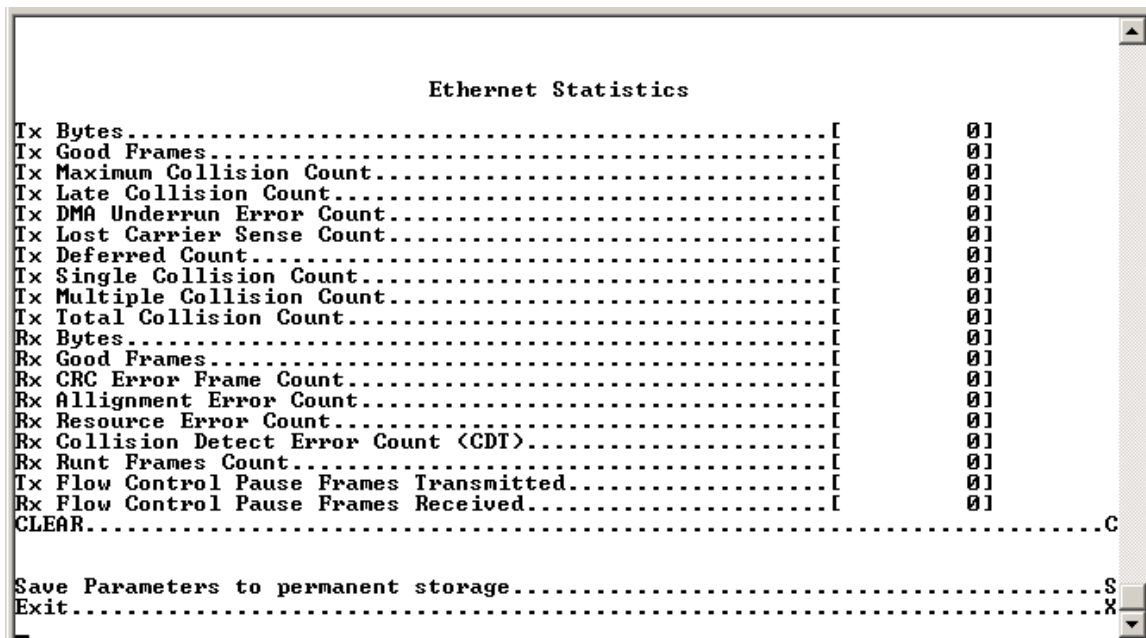 Ethernet Statistics
Tx Bytes...................................................[ 0]
Tx Good Frames.............................................[ 0]
Tx Maximum Collision Count.................................[ 0]
Tx Late Collision Count....................................[ 0]
Tx DMA Underrun Error Count................................[ 0]
Tx Lost Carrier Sense Count................................[ 0]
Tx Deferred Count..........................................[ 0]
Tx Single Collision Count..................................[ 0]
Tx Multiple Collision Count................................[ 0]
Tx Total Collision Count...................................[ 0]
Rx Bytes...................................................[ 0]
Rx Good Frames.............................................[ 0]
Rx CRC Error Frame Count...................................[ 0]
Rx Allignment Error Count..................................[ 0]
Rx Resource Error Count....................................[ 0]
Rx Collision Detect Error Count (CDT)......................[ 0]
Rx Runt Frames Count.......................................[ 0]
Tx Flow Control Pause Frames Transmitted...................[ 0]
Rx Flow Control Pause Frames Received......................[ 0]
CLEAR..........................................................................C
Save Parameters to permanent storage...........................................S
Exit...........................................................................X